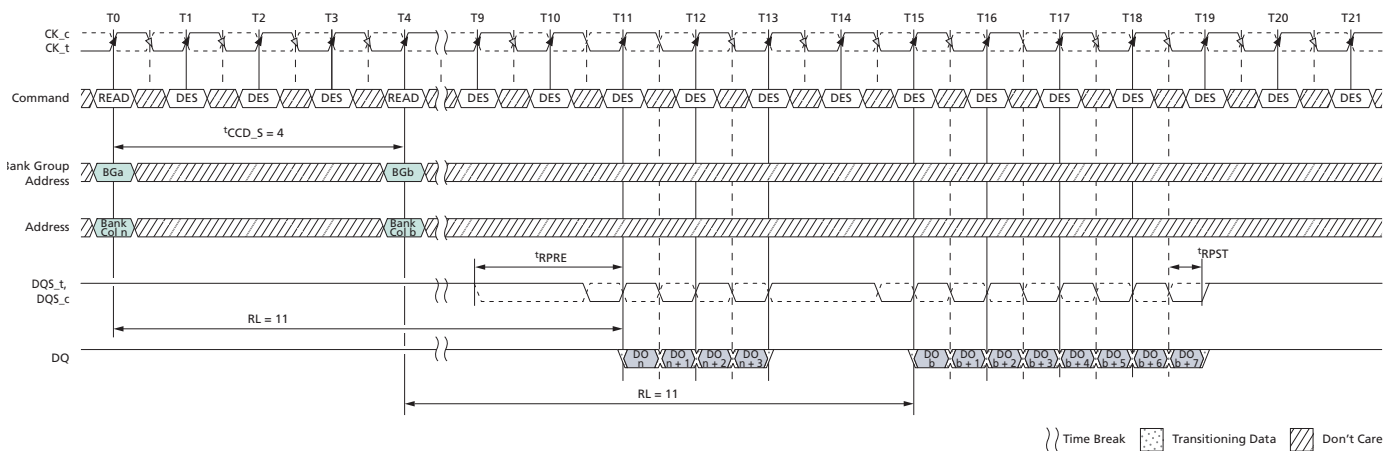 T0 T1 T2 T3 T4 T9 T10 T11 T12 T13 T14 T15 T16 T17 T18 T19 T20 T21
CK_c
CK_t
Command READ DES DES DES READ DES DES DES DES DES DES DES DES DES DES DES DES DES
tCCD_S = 4
Bank Group
Address
BGa BGb
Address
Bank
Col n
Bank
Col b
tRPRE tRPST
DQS_t,
DQS_c
RL = 11
DQ
DO
n
DO
n + 1
DO
n + 2
DO
n + 3
DO
b
DO
b + 1
DO
b + 2
DO
b + 3
DO
b + 4
DO
b + 5
DO
b + 6
DO
b + 7
RL = 11
Time Break Transitioning Data Don't Care